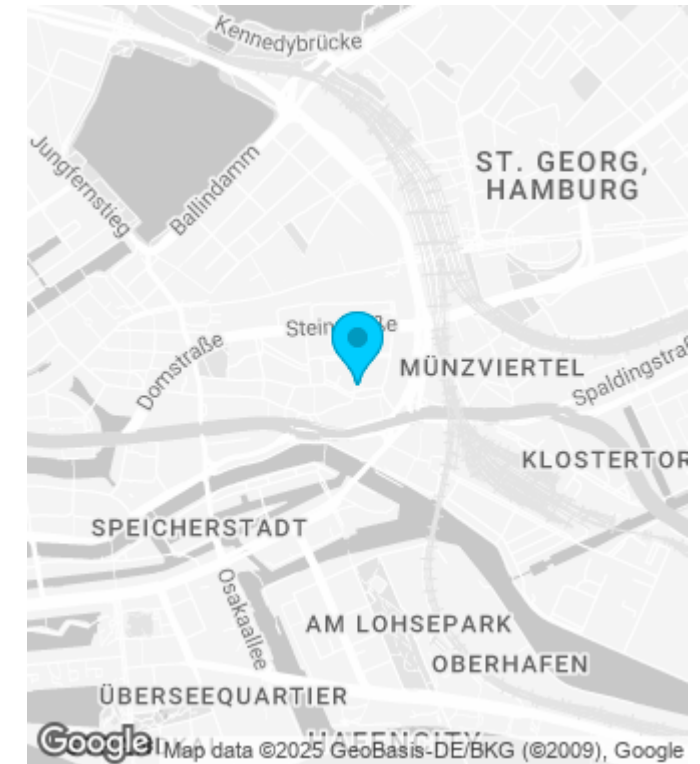 Kennedybrücke
Jungfernstieg
Ballindamm
ST. GEORG,
HAMBURG
Domstraße
MÜNZVIERTEL
KLOSTERTOR
SPEICHERSTADT
Osakaallee
AM LOHSEPARK
OBERHAFEN
ÜBERSEEQUARTIER
HAFENCITY
Google
Map data ©2025 GeoBasis-DE/BKG (©2009), Google